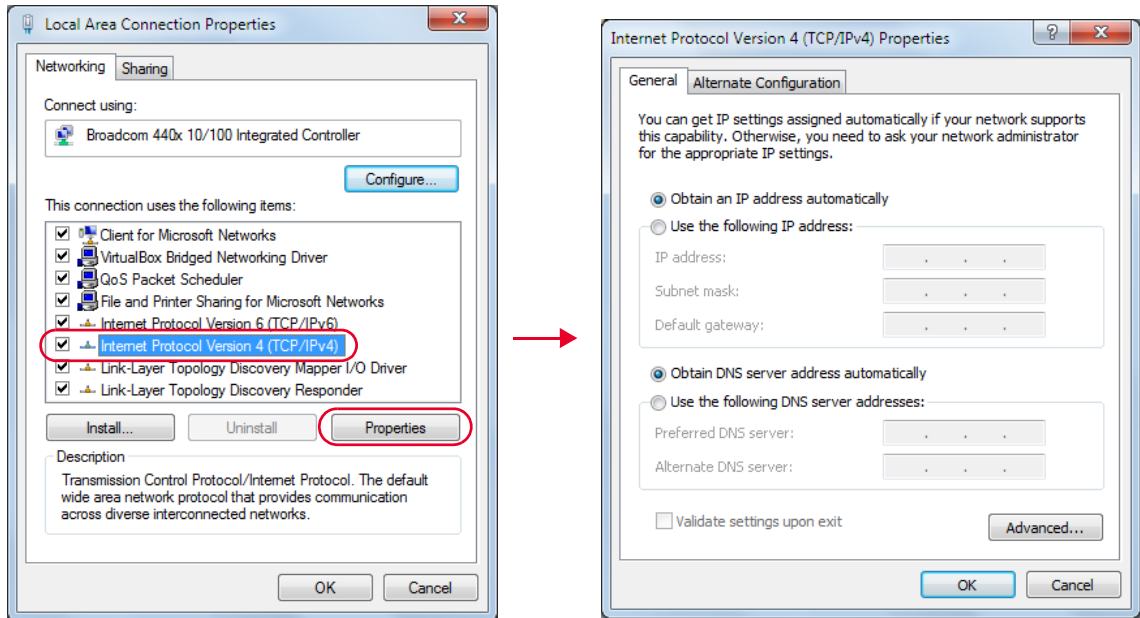 Local Area Connection Properties
Networking
Sharing
Connect using:
Broadcom 440x 10/100 Integrated Controller
Configure...
This connection uses the following items:
Client for Microsoft Networks
VirtualBox Bridged Networking Driver
QoS Packet Scheduler
File and Printer Sharing for Microsoft Networks
Internet Protocol Version 6 (TCP/IPv6)
Internet Protocol Version 4 (TCP/IPv4)
Link-Layer Topology Discovery Mapper I/O Driver
Link-Layer Topology Discovery Responder
Install...
Uninstall
Properties
Description
Transmission Control Protocol/Internet Protocol. The default
wide area network protocol that provides communication
across diverse interconnected networks.
OK
Cancel
Internet Protocol Version 4 (TCP/IPv4) Properties
General
Alternate Configuration
You can get IP settings assigned automatically if your network supports
this capability. Otherwise, you need to ask your network administrator
for the appropriate IP settings.
Obtain an IP address automatically
Use the following IP address:
IP address:
Subnet mask:
Default gateway:
Obtain DNS server address automatically
Use the following DNS server addresses:
Preferred DNS server:
Alternate DNS server:
Validate settings upon exit
Advanced...
OK
Cancel